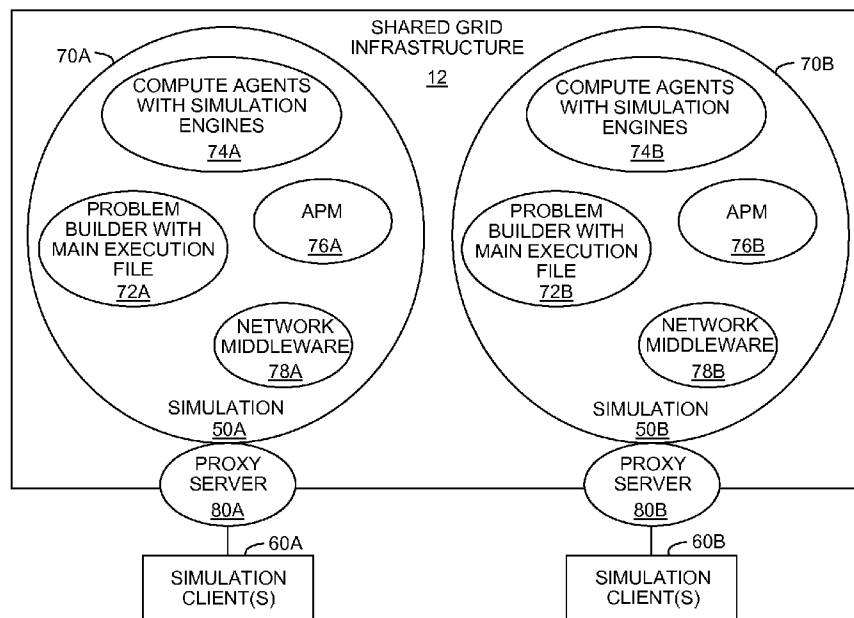 SHARED GRID
INFRASTRUCTURE
12
70A
COMPUTE AGENTS
WITH SIMULATION
ENGINES
74A
PROBLEM
BUILDER WITH
MAIN EXECUTION
FILE
72A
APM
76A
NETWORK
MIDDLEWARE
78A
SIMULATION
50A
PROXY
SERVER
80A
60A
SIMULATION
CLIENT(S)
70B
COMPUTE AGENTS
WITH SIMULATION
ENGINES
74B
PROBLEM
BUILDER WITH
MAIN EXECUTION
FILE
72B
APM
76B
NETWORK
MIDDLEWARE
78B
SIMULATION
50B
PROXY
SERVER
80B
60B
SIMULATION
CLIENT(S)